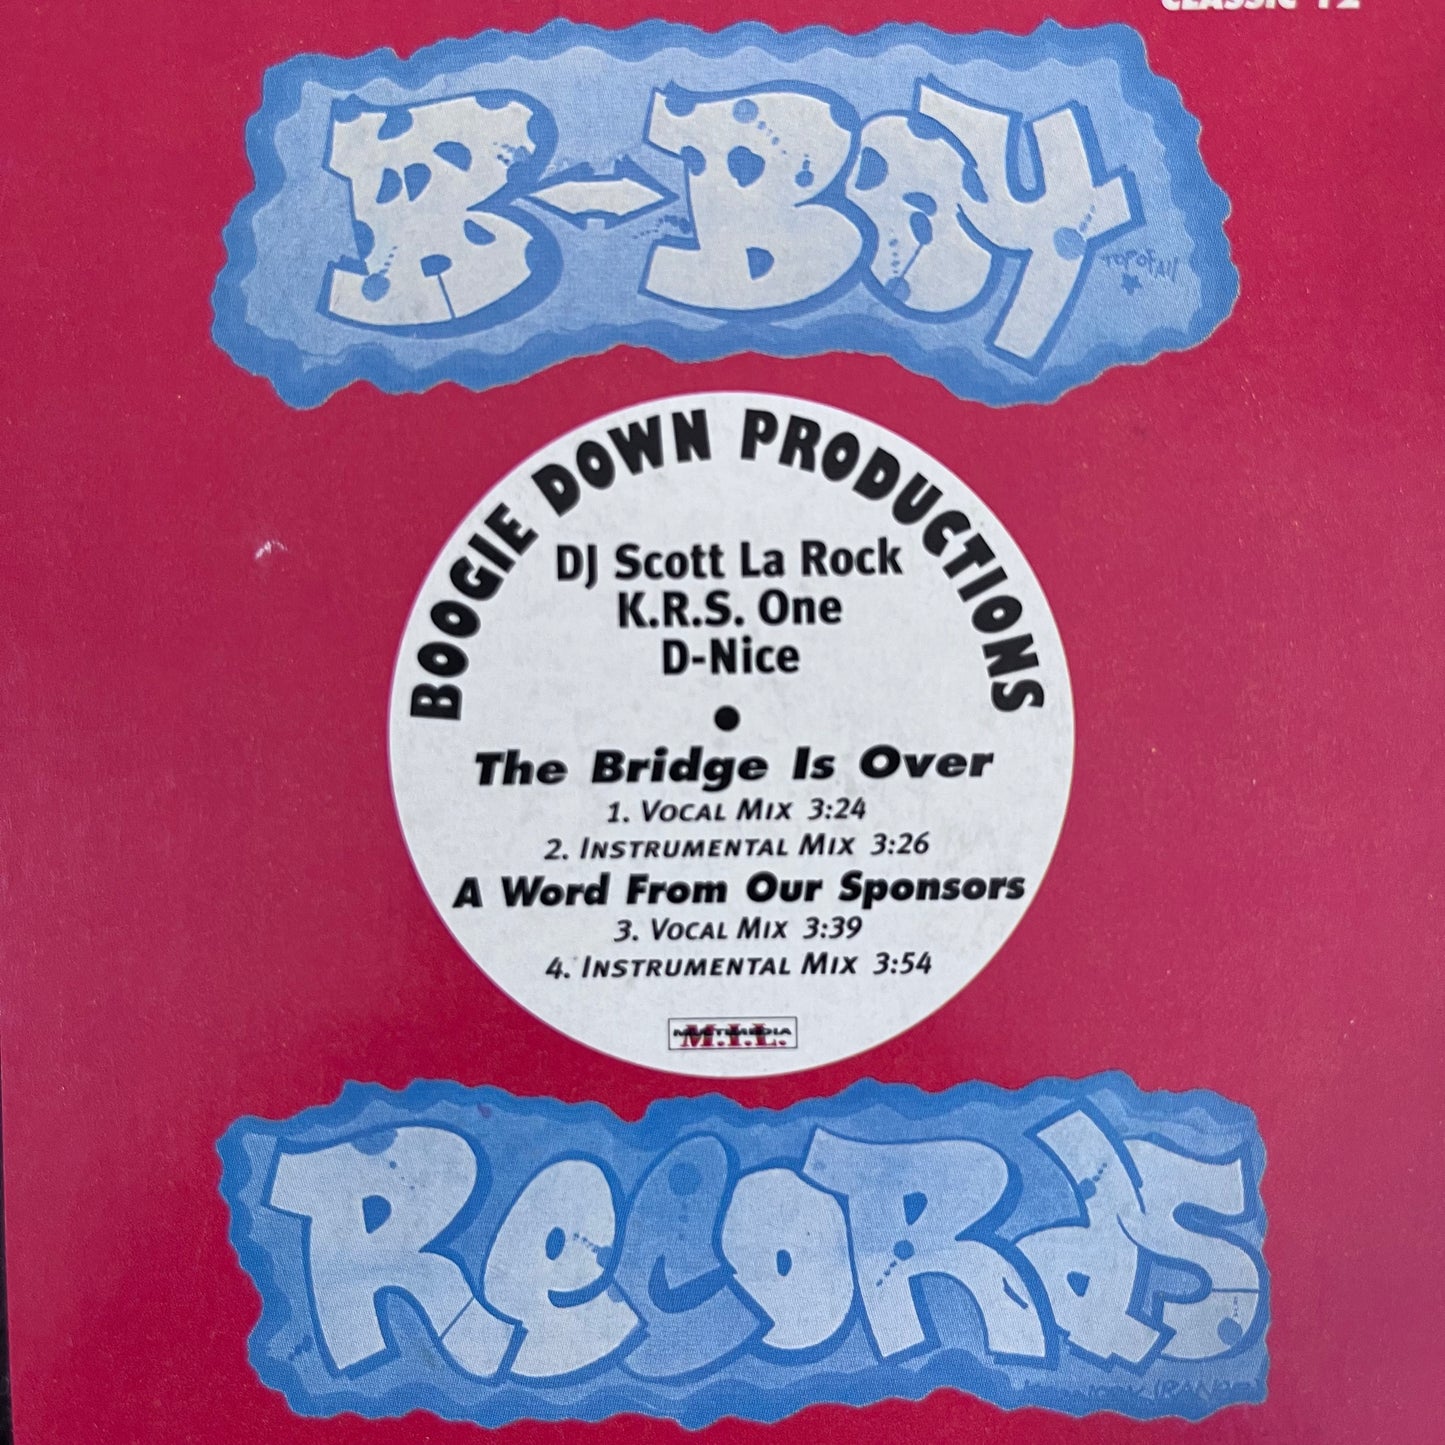 CLASSIC 12
B-BOY
TOP OF All
BOOGIE DOWN PRODUCTIONS
DJ Scott La Rock
K.R.S. One
D-Nice
The Bridge Is Over
1. VOCAL MIX 3:24
2. INSTRUMENTAL MIX 3:26
A Word From Our Sponsors
3. VOCAL MIX 3:39
4. INSTRUMENTAL MIX 3:54
MULTIMEDIA
M.I.L.
RECORdS